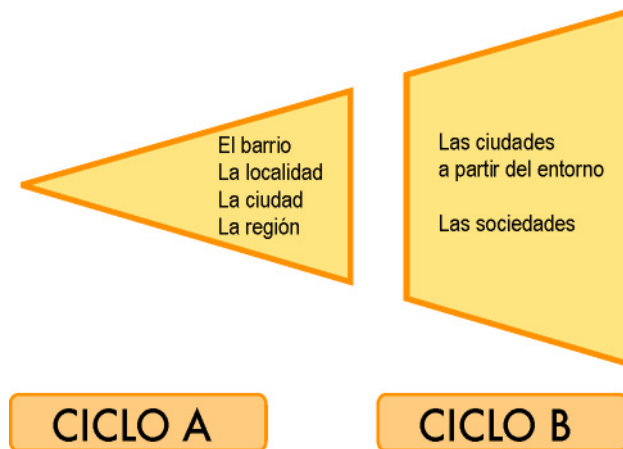 El barrio
La localidad
La ciudad
La región
Las ciudades
a partir del entorno
Las sociedades
CICLO A
CICLO B